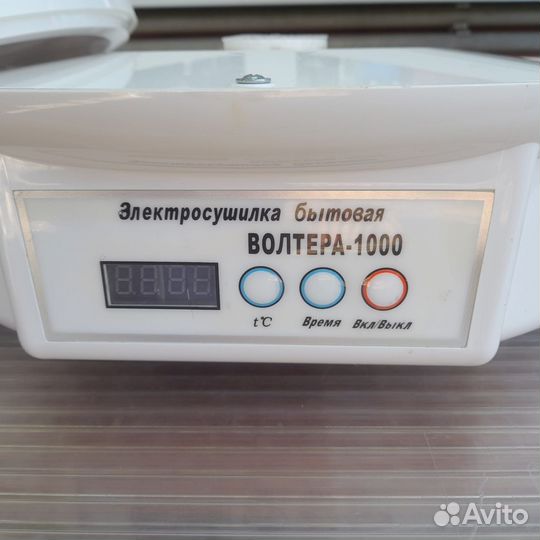 Электросушилка бытовая
ВОЛТЕРА-1000
t°C Время Вкл/Выкл
Avito